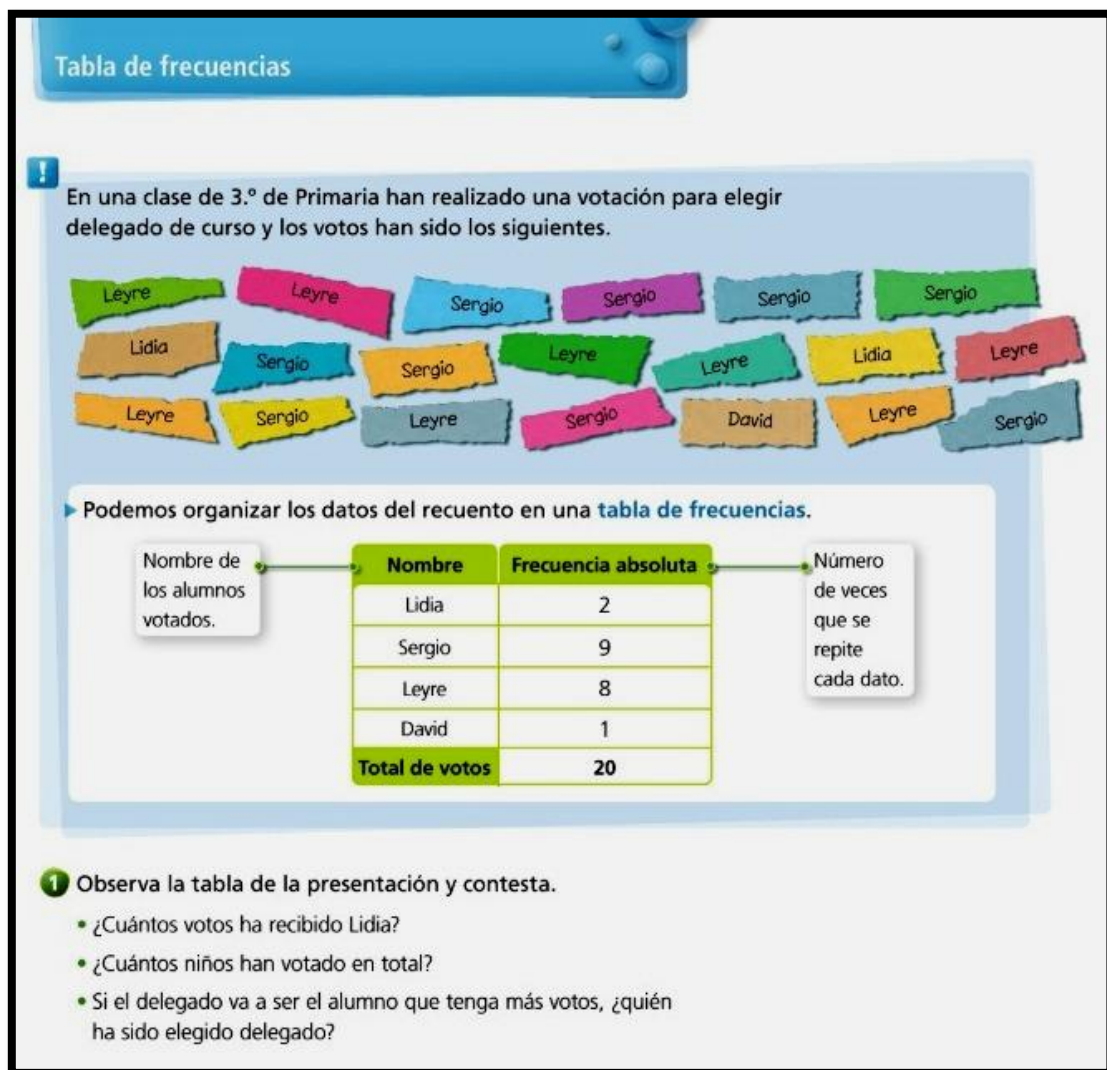 Tabla de frecuencias
!
En una clase de 3.º de Primaria han realizado una votación para elegir
delegado de curso y los votos han sido los siguientes.
Leyre Leyre Sergio Sergio Sergio Sergio
Lidia Sergio Sergio Leyre Leyre Lidia Leyre
Leyre Sergio Leyre Sergio David Leyre Sergio
Podemos organizar los datos del recuento en una tabla de frecuencias.
Nombre de
los alumnos
votados.
Nombre Frecuencia absoluta
Lidia 2
Sergio 9
Leyre 8
David 1
Total de votos 20
Número
de veces
que se
repite
cada dato.
1 Observa la tabla de la presentación y contesta.
• ¿Cuántos votos ha recibido Lidia?
• ¿Cuántos niños han votado en total?
• Si el delegado va a ser el alumno que tenga más votos, ¿quién
ha sido elegido delegado?